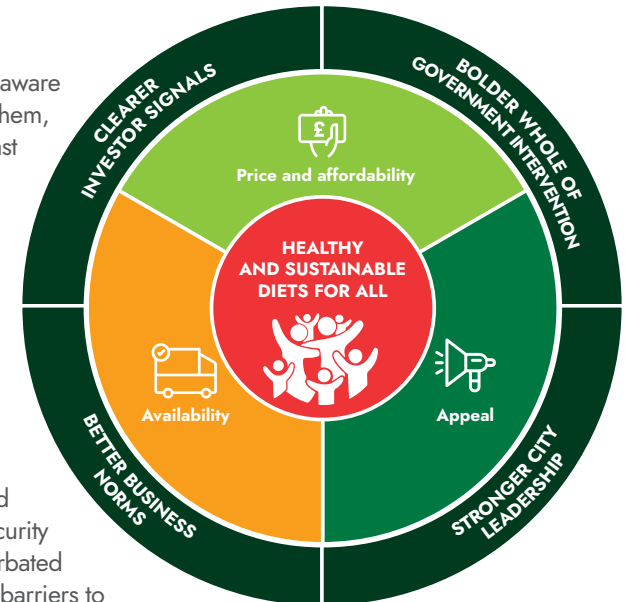 aware
hem,
st
CLEARER
INVESTOR SIGNALS
BOLDER WHOLE OF
GOVERNMENT INTERVENTION
£
Price and affordability
HEALTHY
AND SUSTAINABLE
DIETS FOR ALL
Availability
Appeal
BETTER BUSINESS
NORMS
STRONGER CITY
LEADERSHIP
d
curity
rbated
barriers to